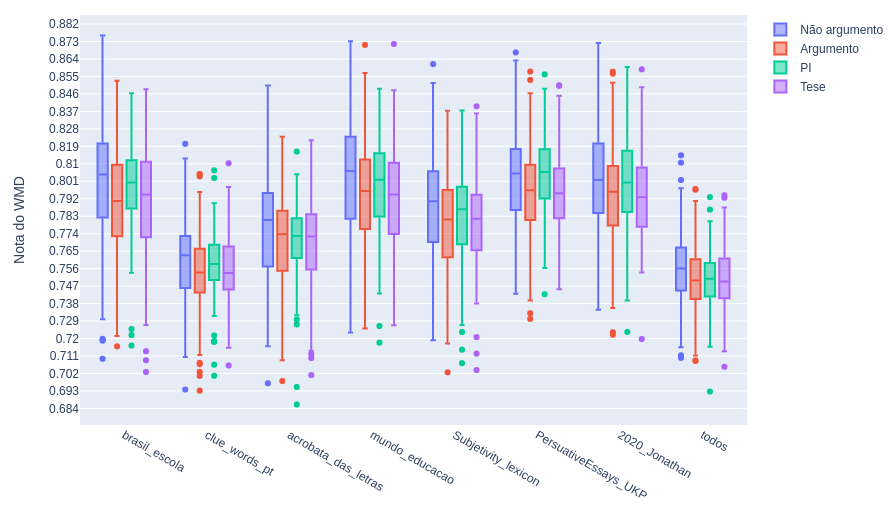 Nota do WMD
0.882
0.873
0.864
0.855
0.846
0.837
0.828
0.819
0.81
0.801
0.792
0.783
0.774
0.765
0.756
0.747
0.738
0.729
0.72
0.711
0.702
0.693
0.684
brasil_escola
clue_words_pt
acrobata_das_letras
mundo_educacao
Subjetivity_lexicon
PersuativeEssays_UKP
2020_Jonathan
todos
Não argumento
Argumento
PI
Tese